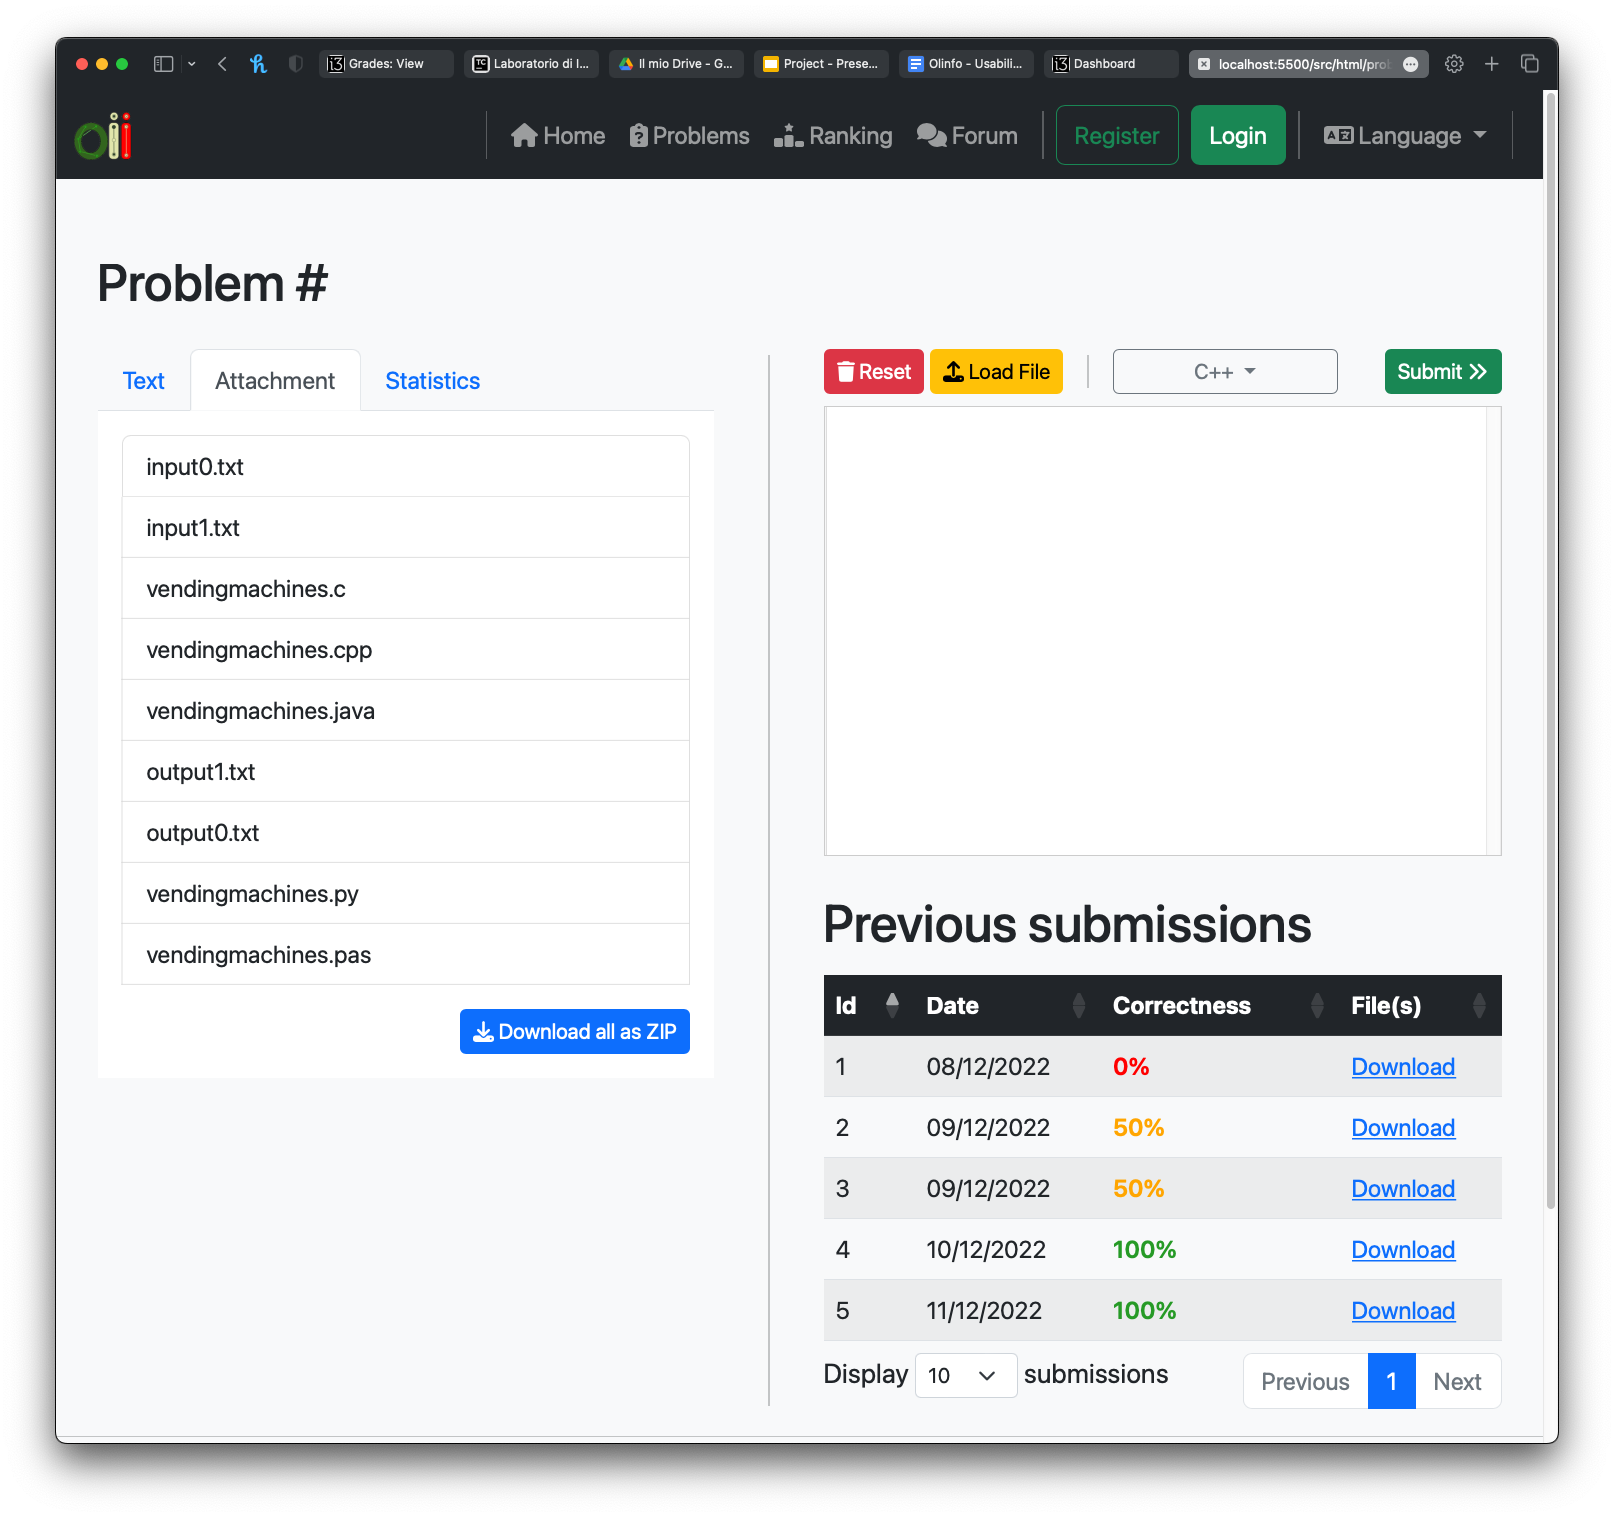 Grades: View
Laboratorio di I...
Il mio Drive - G...
Project - Prese...
Olinfo - Usabili...
Dashboard
localhost:5500/src/html/pro
oii
Home
Problems
Ranking
Forum
Register
Login
Language
Problem #
Text
Attachment
Statistics
input0.txt
input1.txt
vendingmachines.c
vendingmachines.cpp
vendingmachines.java
output1.txt
output0.txt
vendingmachines.py
vendingmachines.pas
Download all as ZIP
Reset
Load File
C++
Submit
Previous submissions
Id Date Correctness File(s)
1 08/12/2022 0% Download
2 09/12/2022 50% Download
3 09/12/2022 50% Download
4 10/12/2022 100% Download
5 11/12/2022 100% Download
Display 10 submissions
Previous 1 Next